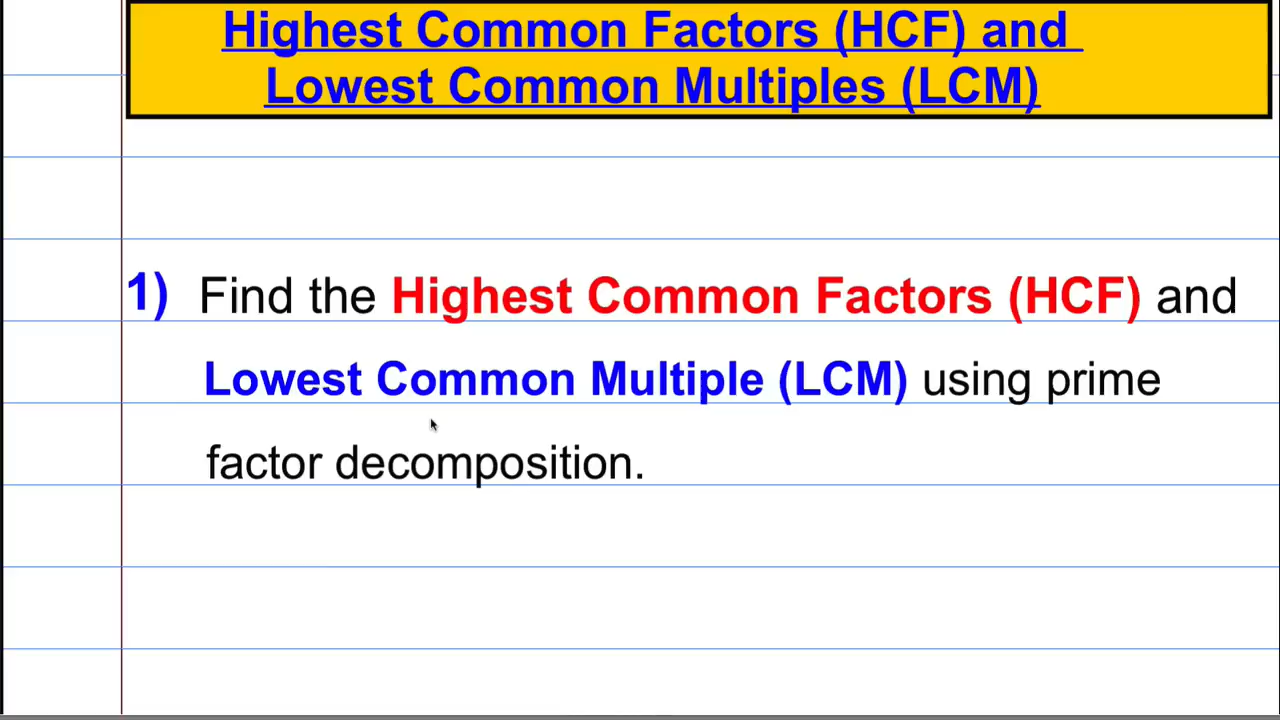 Highest Common Factors (HCF) and
Lowest Common Multiples (LCM)
1) Find the Highest Common Factors (HCF) and
Lowest Common Multiple (LCM) using prime
factor decomposition.